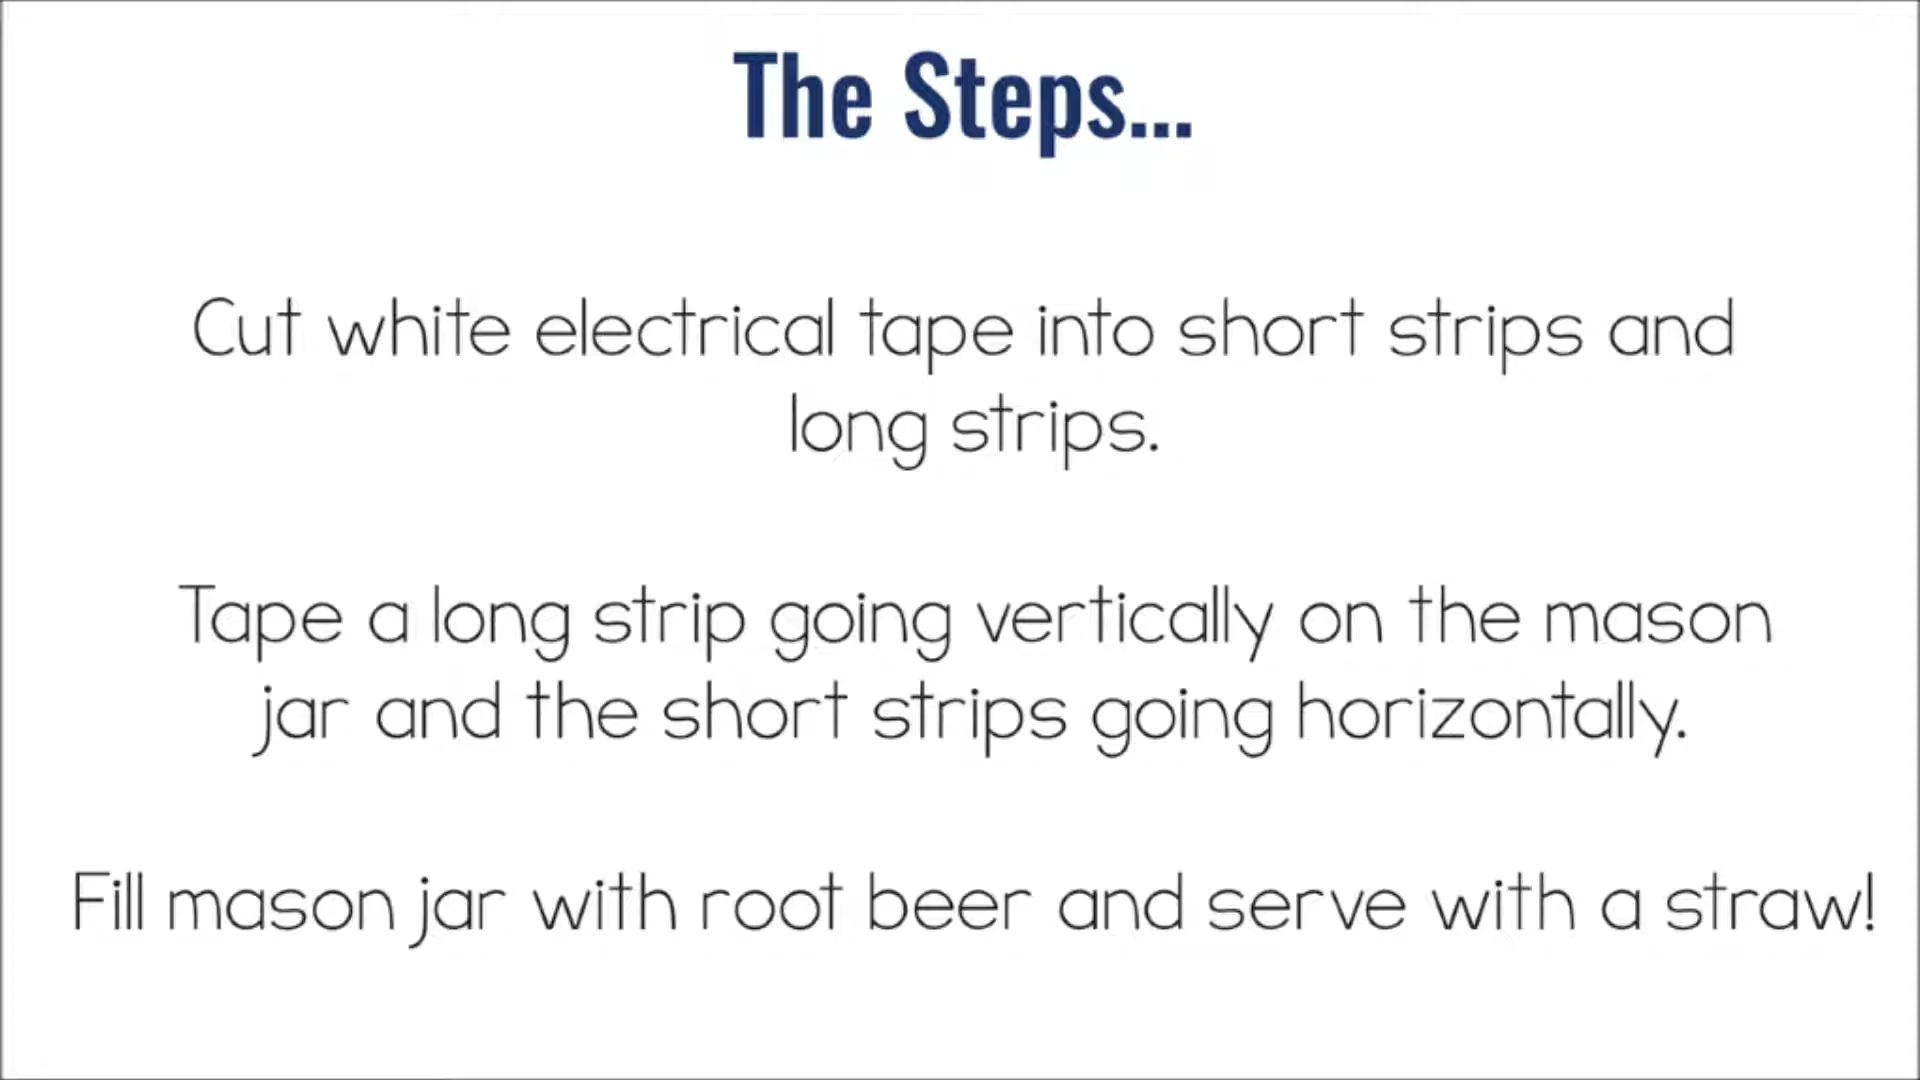 The Steps...
Cut white electrical tape into short strips and
long strips.
Tape a long strip going vertically on the mason
jar and the short strips going horizontally.
Fill mason jar with root beer and serve with a straw!